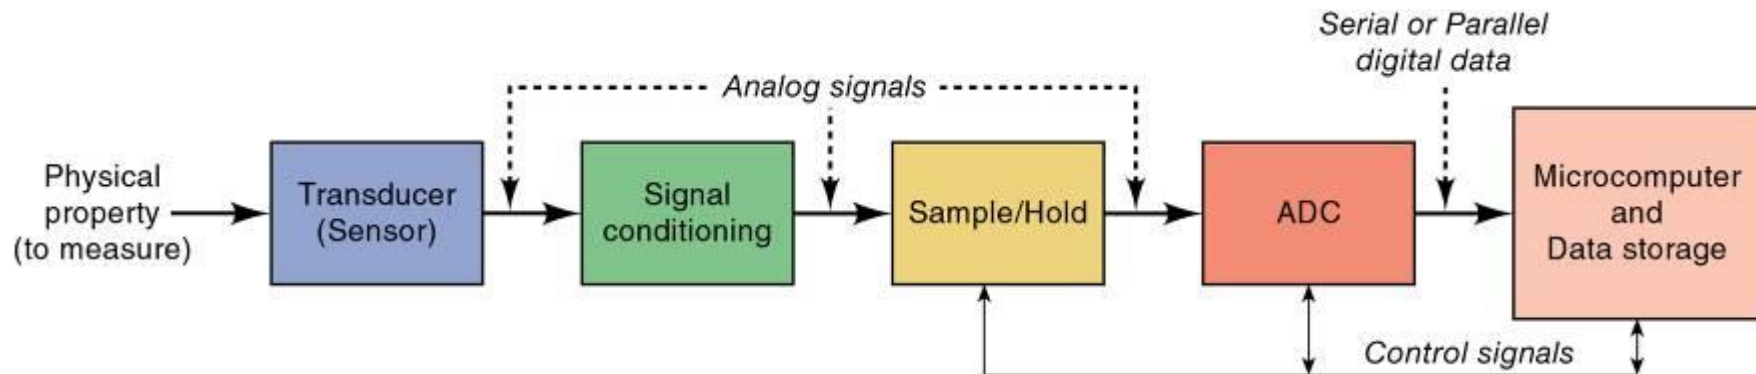 Serial or Parallel
digital data
Analog signals
Physical
property
(to measure)
Transducer
(Sensor)
Signal
conditioning
Sample/Hold
ADC
Microcomputer
and
Data storage
Control signals